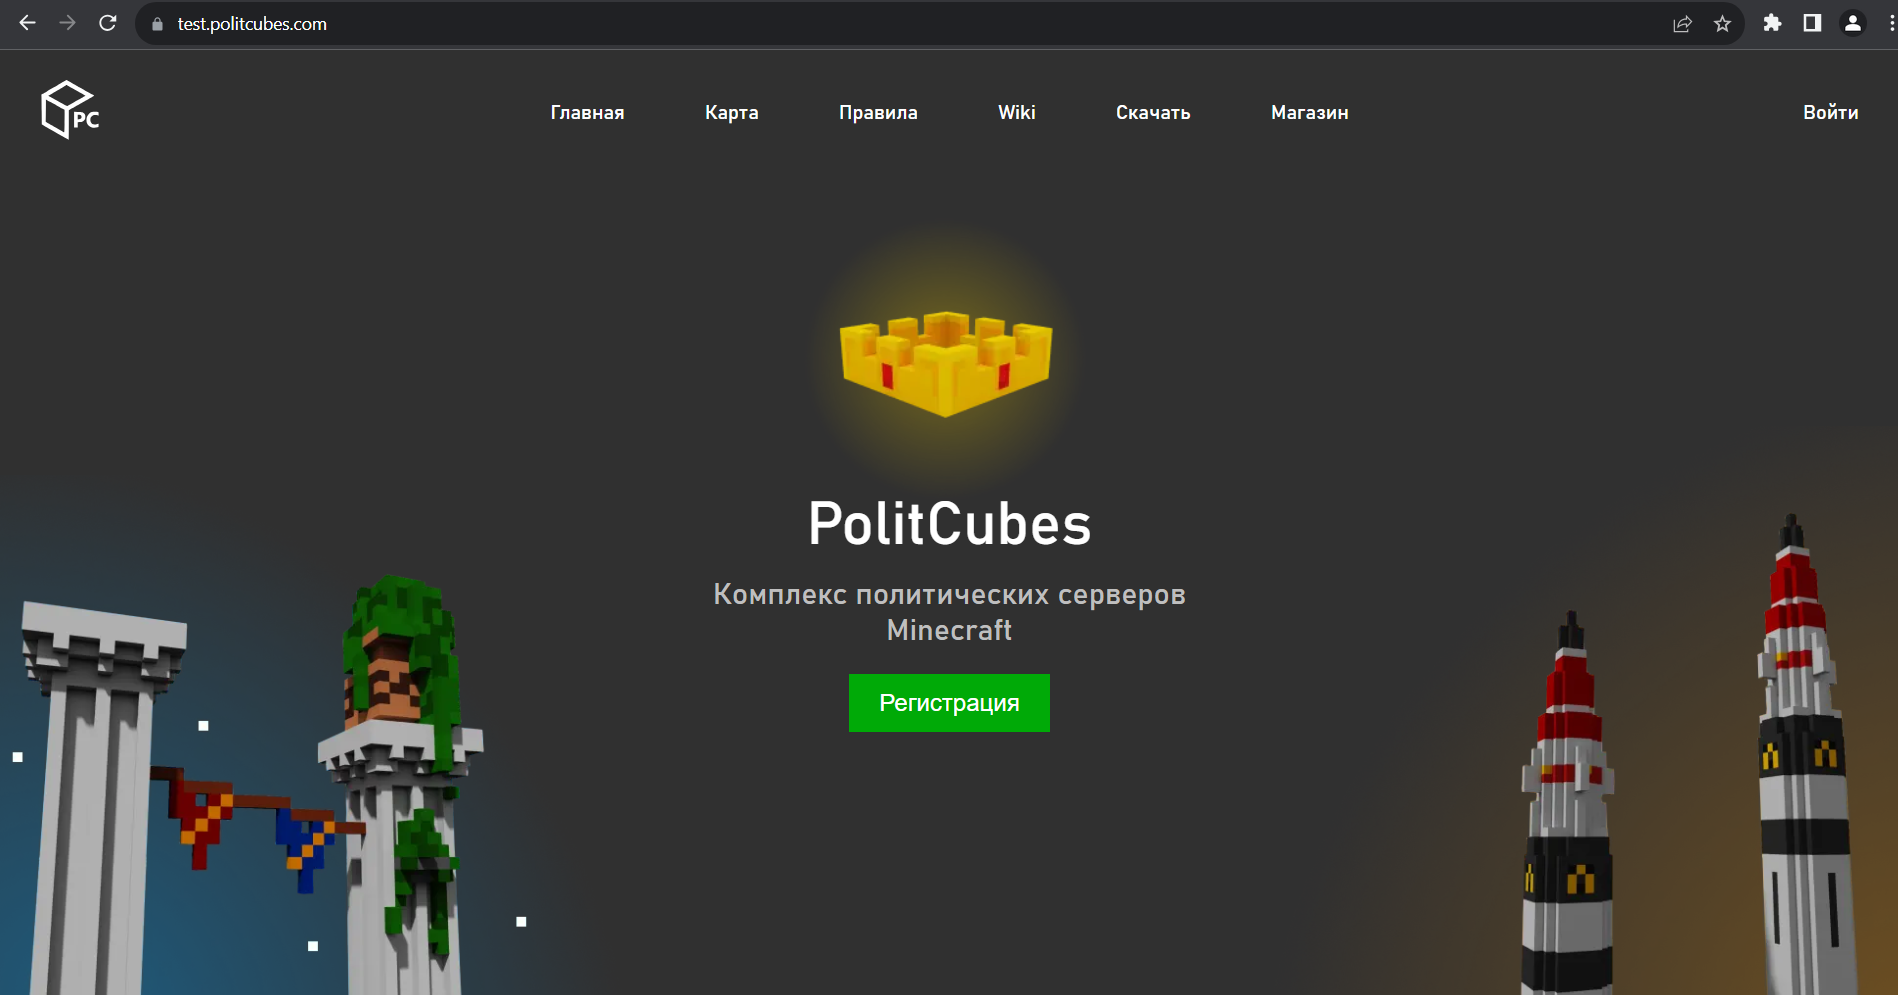 test.politcubes.com
PC
Главная Карта Правила Wiki Скачать Магазин Войти
PolitCubes
Комплекс политических серверов
Minecraft
Регистрация